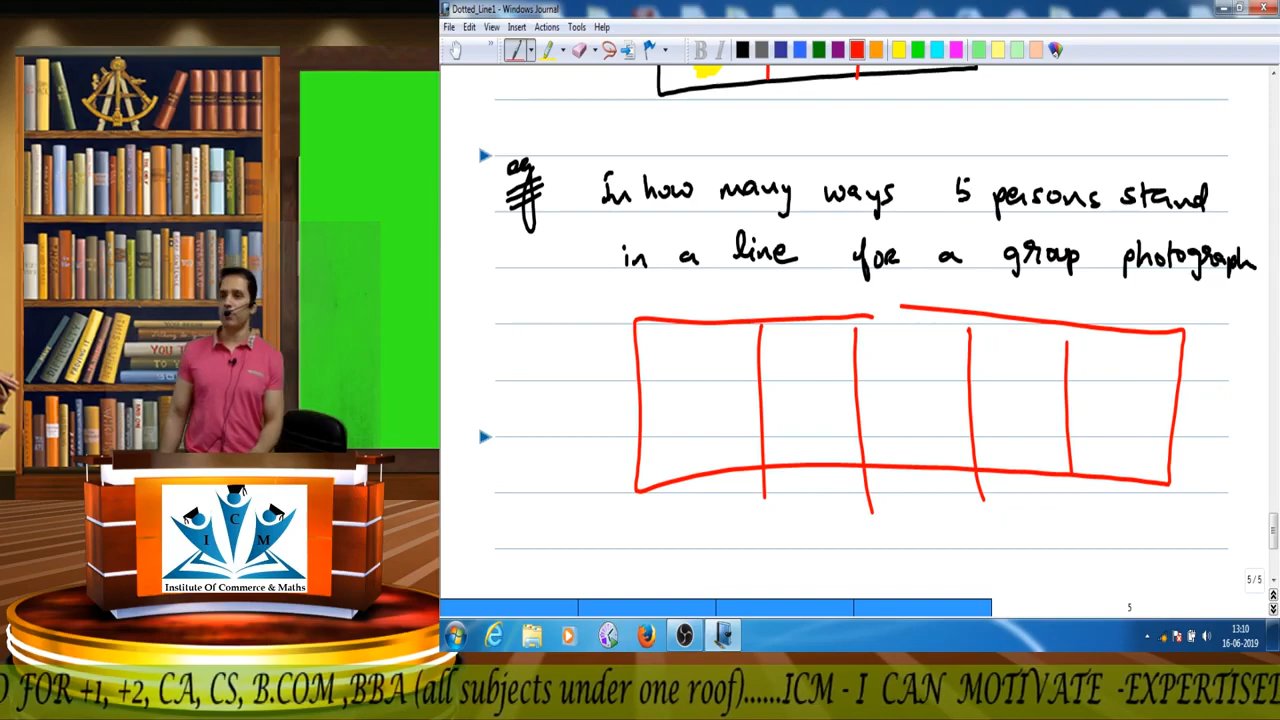 Dotted_Line1 - Windows Journal
File Edit View Insert Actions Tools Help
B I
eg
In how many ways 5 persons stand
in a line for a group photograph
5/5
5
I C M
Institute Of Commerce & Maths
13:10
16-06-2019
D FOR +1, +2, CA, CS, B.COM ,BBA (all subjects under one roof)......ICM - I CAN MOTIVATE -EXPERTISED